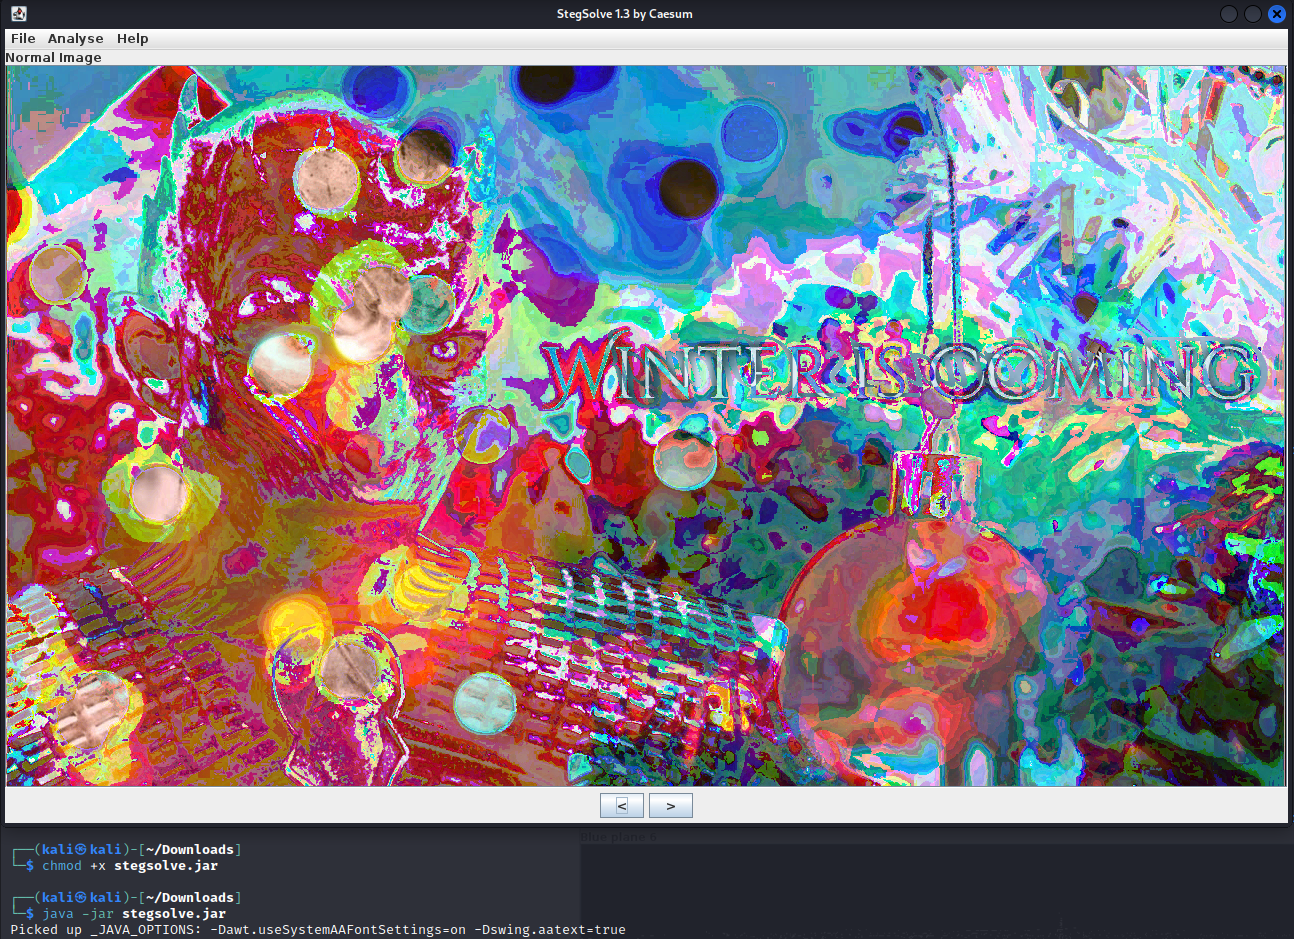 StegSolve 1.3 by Caesum
File Analyse Help
Normal Image
WINTER IS COMING
< >
Blue plane 6
┌──(kali㉿kali)-[~/Downloads]
└─$ chmod +x stegsolve.jar
┌──(kali㉿kali)-[~/Downloads]
└─$ java -jar stegsolve.jar
Picked up _JAVA_OPTIONS: -Dawt.useSystemAAFontSettings=on -Dswing.aatext=true